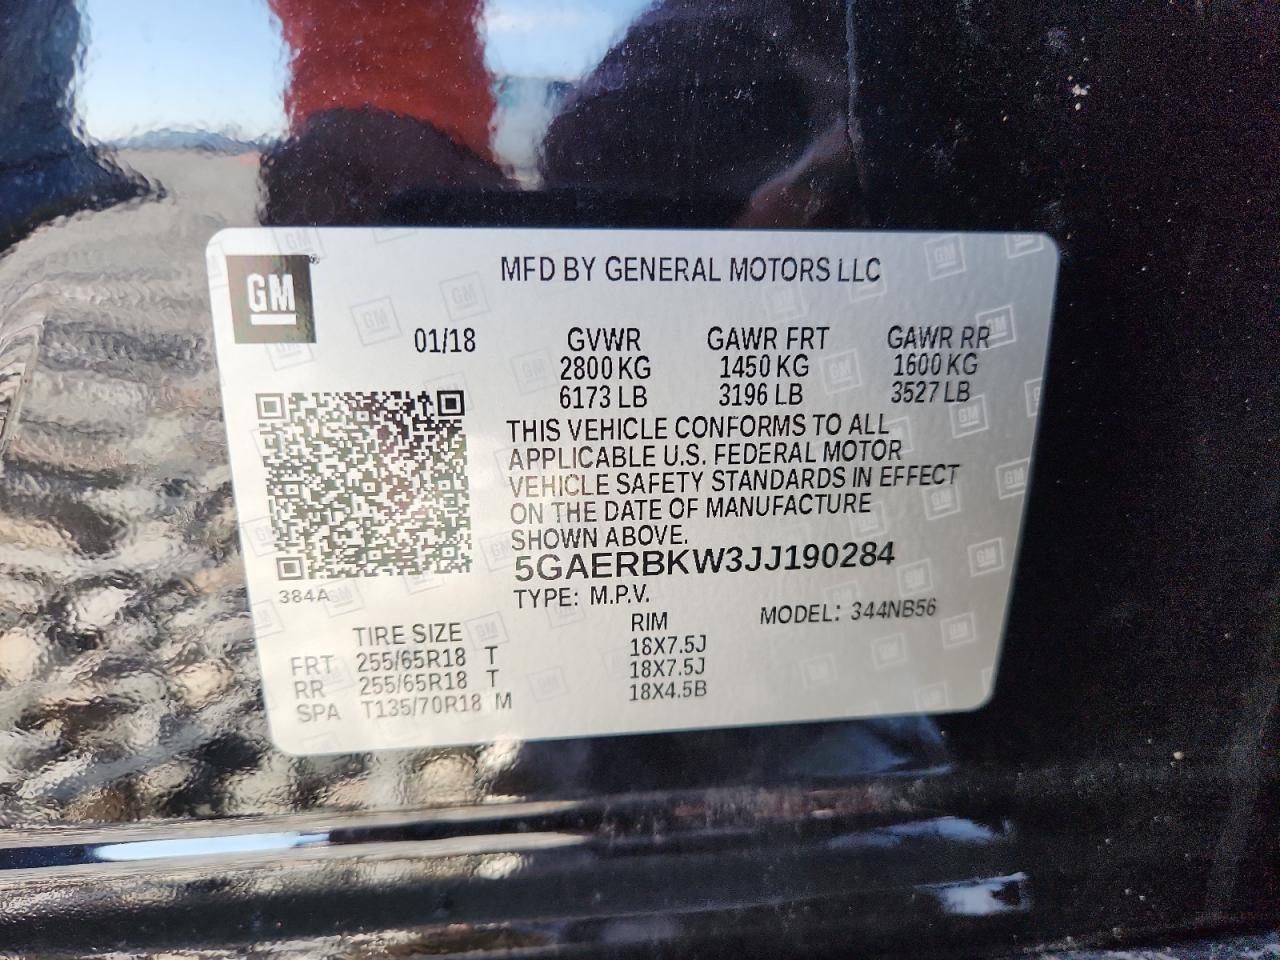 GM®
MFD BY GENERAL MOTORS LLC
01/18 GVWR GAWR FRT GAWR RR
2800 KG 1450 KG 1600 KG
6173 LB 3196 LB 3527 LB
THIS VEHICLE CONFORMS TO ALL
APPLICABLE U.S. FEDERAL MOTOR
VEHICLE SAFETY STANDARDS IN EFFECT
ON THE DATE OF MANUFACTURE
SHOWN ABOVE.
5GAERBKW3JJ190284
384A
TYPE: M.P.V. MODEL: 344NB56
TIRE SIZE RIM
FRT 255/65R18 T 18X7.5J
RR 255/65R18 T 18X7.5J
SPA T135/70R18 M 18X4.5B